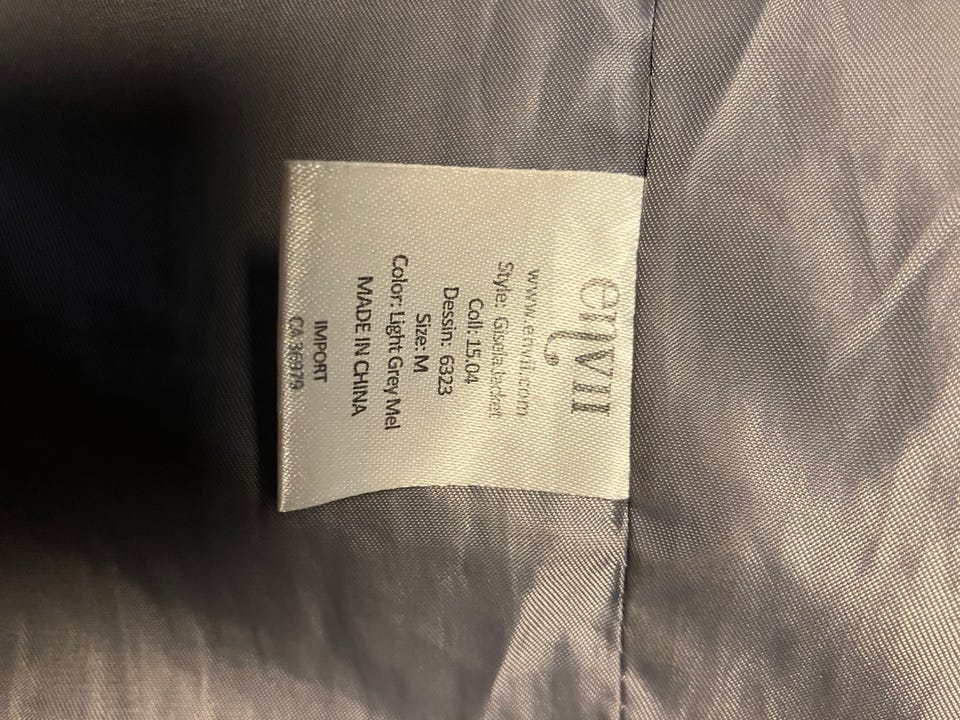 envii
www.envii.com
Style: Gisela Jacket
Coll: 15.04
Dessin: 6323
Size: M
Color: Light Grey Mel
MADE IN CHINA
IMPORT
CA 36979